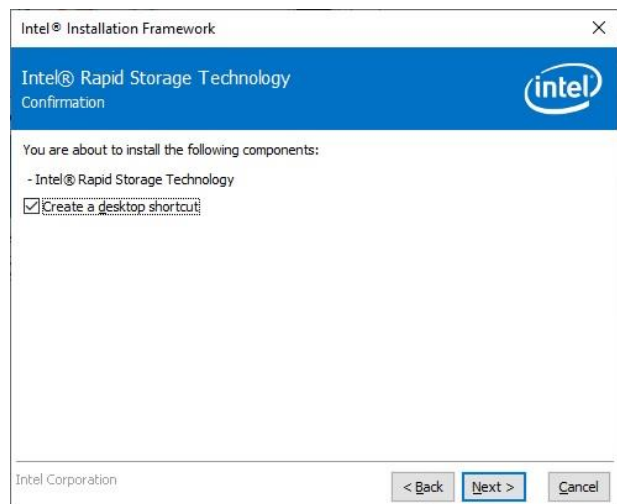 Intel® Installation Framework
Intel® Rapid Storage Technology
Confirmation
intel
You are about to install the following components:
- Intel® Rapid Storage Technology
Create a desktop shortcut
Intel Corporation
< Back
Next >
Cancel